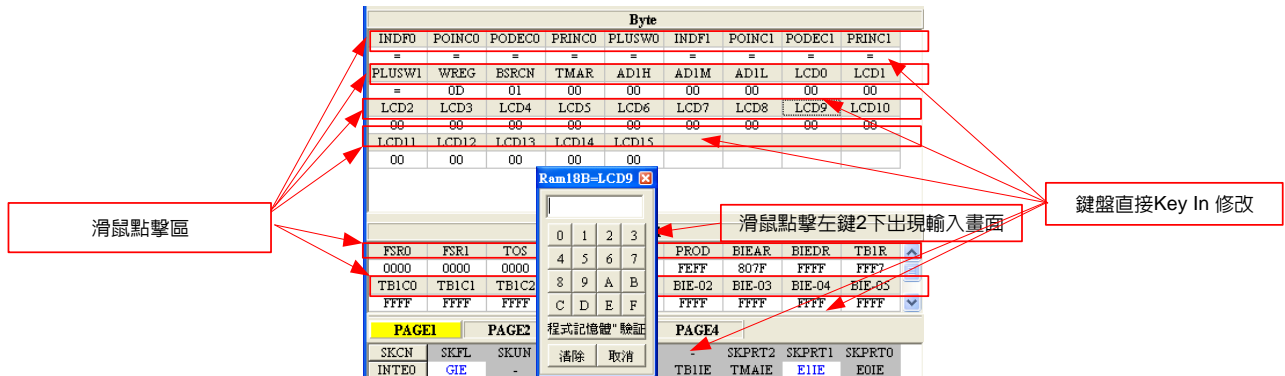 Byte
INDF0 POINC0 PODEC0 PRINC0 PLUSW0 INDF1 POINC1 PODEC1 PRINC1
= = = = = = = = =
PLUSW1 WREG BSRCN TMAR AD1H AD1M AD1L LCD0 LCD1
= 0D 01 00 00 00 00 00 00
LCD2 LCD3 LCD4 LCD5 LCD6 LCD7 LCD8 LCD9 LCD10
00 00 00 00 00 00 00 00 00
LCD11 LCD12 LCD13 LCD14 LCD15
00 00 00 00 00
Ram18B=LCD9
滑鼠點擊區
鍵盤直接Key In 修改
滑鼠點擊左鍵2下出現輸入畫面
0 1 2 3
4 5 6 7
8 9 A B
C D E F
程式記憶體"驗証
清除 取消
FSR0 FSR1 TOS PROD BIEAR BIEDR TB1R
0000 0000 0000 FEFF 807F FFFF FFF7
TB1C0 TB1C1 TB1C2 BIE-02 BIE-03 BIE-04 BIE-05
FFFF FFFF FFFF FFFF FFFF FFFF FFFF
PAGE1 PAGE2 PAGE4
SKCN SKFL SKUN - SKPRT2 SKPRT1 SKPRT0
INTE0 GIE - TB1IE TMAIE E1IE E0IE